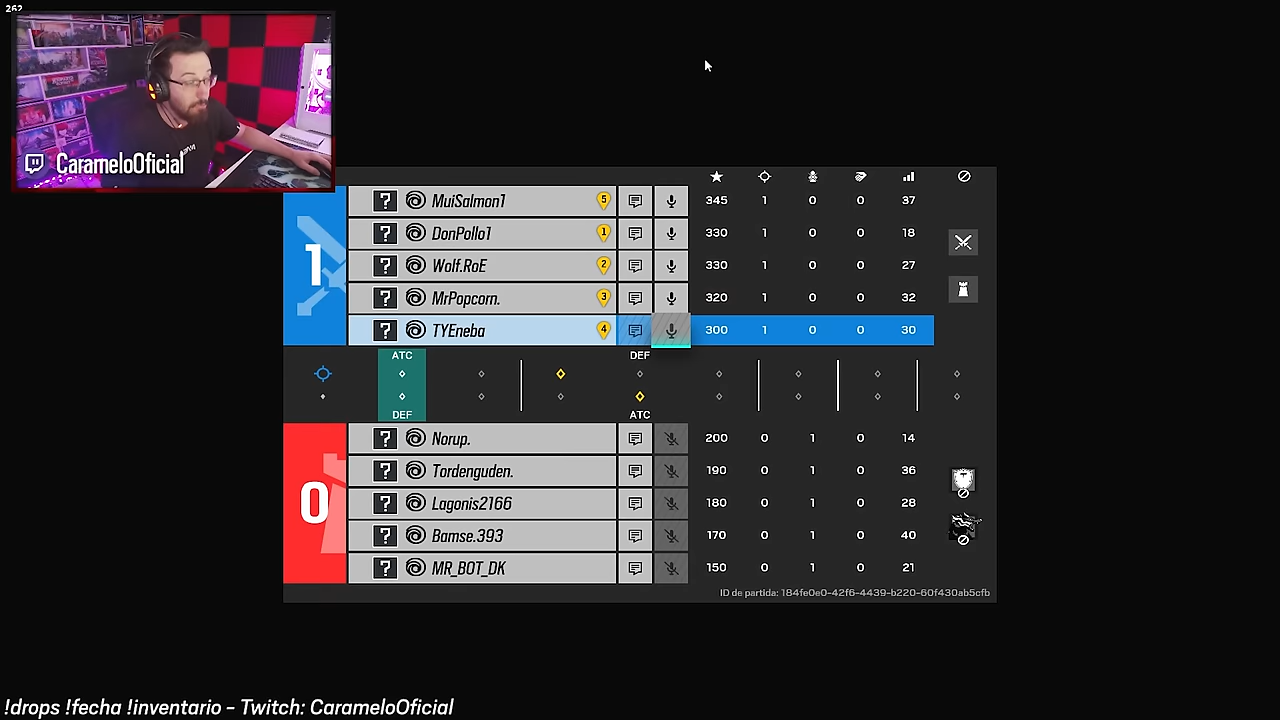 262
CarameloOficial
1
? MuiSalmon1 5 345 1 0 0 37
? DonPollo1 1 330 1 0 0 18
? Wolf.RoE 2 330 1 0 0 27
? MrPopcorn. 3 320 1 0 0 32
? TYEneba 4 300 1 0 0 30
ATC DEF
DEF ATC
0
? Norup. 200 0 1 0 14
? Tordenguden. 190 0 1 0 36
? Lagonis2166 180 0 1 0 28
? Bamse.393 170 0 1 0 40
? MR_BOT_DK 150 0 1 0 21
ID de partida: 184fe0e0-42f6-4439-b220-60f430ab5cfb
!drops !fecha !inventario - Twitch: CarameloOficial